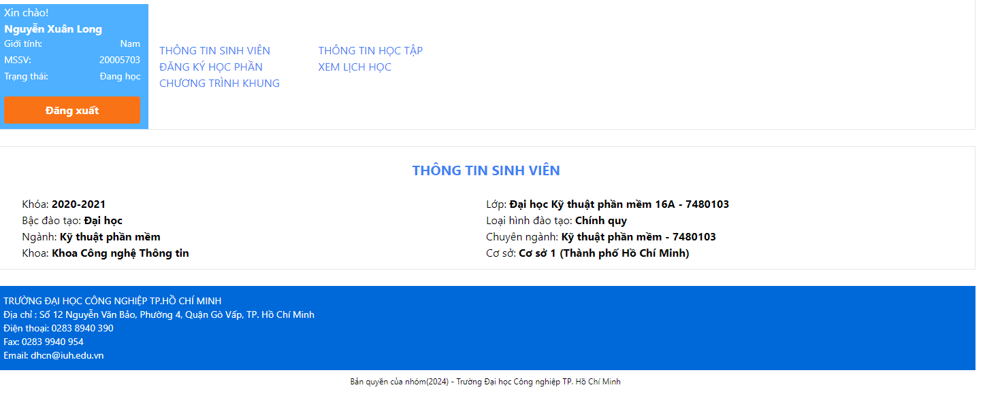 Xin chào!
Nguyễn Xuân Long
Giới tính: Nam
MSSV: 20005703
Trạng thái: Đang học
Đăng xuất
THÔNG TIN SINH VIÊN
ĐĂNG KÝ HỌC PHẦN
CHƯƠNG TRÌNH KHUNG
THÔNG TIN HỌC TẬP
XEM LỊCH HỌC
THÔNG TIN SINH VIÊN
Khóa: 2020-2021
Bậc đào tạo: Đại học
Ngành: Kỹ thuật phần mềm
Khoa: Khoa Công nghệ Thông tin
Lớp: Đại học Kỹ thuật phần mềm 16A - 7480103
Loại hình đào tạo: Chính quy
Chuyên ngành: Kỹ thuật phần mềm - 7480103
Cơ sở: Cơ sở 1 (Thành phố Hồ Chí Minh)
TRƯỜNG ĐẠI HỌC CÔNG NGHIỆP TP.HỒ CHÍ MINH
Địa chỉ : Số 12 Nguyễn Văn Bảo, Phường 4, Quận Gò Vấp, TP. Hồ Chí Minh
Điện thoại: 0283 8940 390
Fax: 0283 9940 954
Email: dhcn@iuh.edu.vn
Bản quyền của nhóm(2024) - Trường Đại học Công nghiệp TP. Hồ Chí Minh